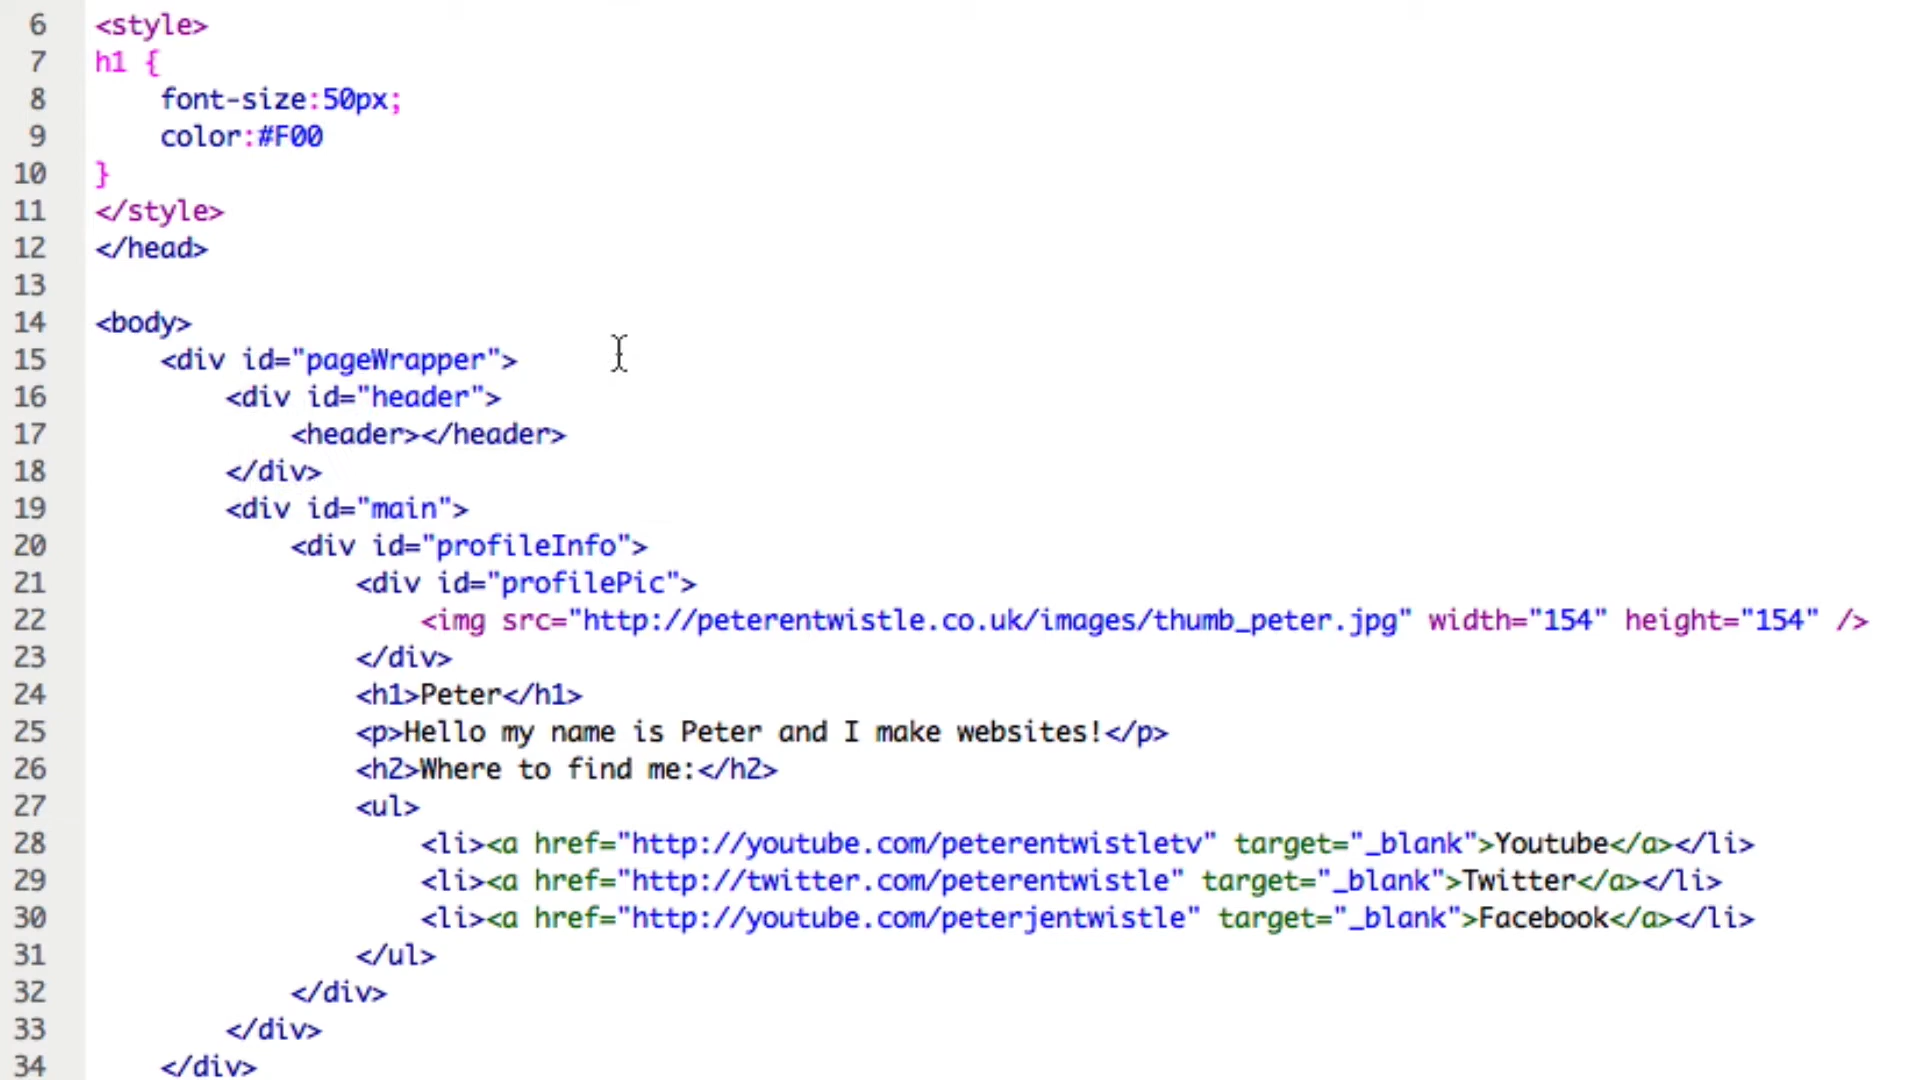 6 <style>
7 h1 {
8     font-size:50px;
9     color:#F00
10 }
11 </style>
12 </head>
13
14 <body>
15     <div id="pageWrapper">
16         <div id="header">
17             <header></header>
18         </div>
19         <div id="main">
20             <div id="profileInfo">
21                 <div id="profilePic">
22                     <img src="http://peterentwistle.co.uk/images/thumb_peter.jpg" width="154" height="154" />
23                 </div>
24                 <h1>Peter</h1>
25                 <p>Hello my name is Peter and I make websites!</p>
26                 <h2>Where to find me:</h2>
27                 <ul>
28                     <li><a href="http://youtube.com/peterentwistletv" target="_blank">Youtube</a></li>
29                     <li><a href="http://twitter.com/peterentwistle" target="_blank">Twitter</a></li>
30                     <li><a href="http://youtube.com/peterjentwistle" target="_blank">Facebook</a></li>
31                 </ul>
32             </div>
33         </div>
34     </div>